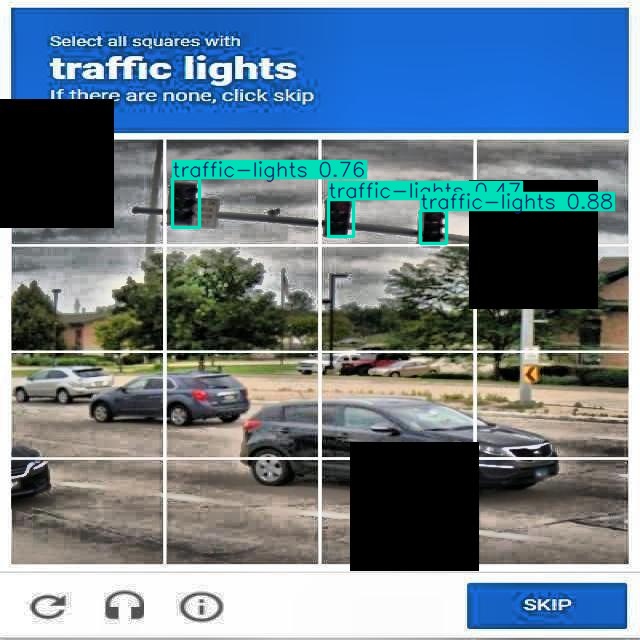 Select all squares with
traffic lights
If there are none, click skip
traffic-lights 0.76
traffic-lights 0.47
traffic-lights 0.88
SKIP